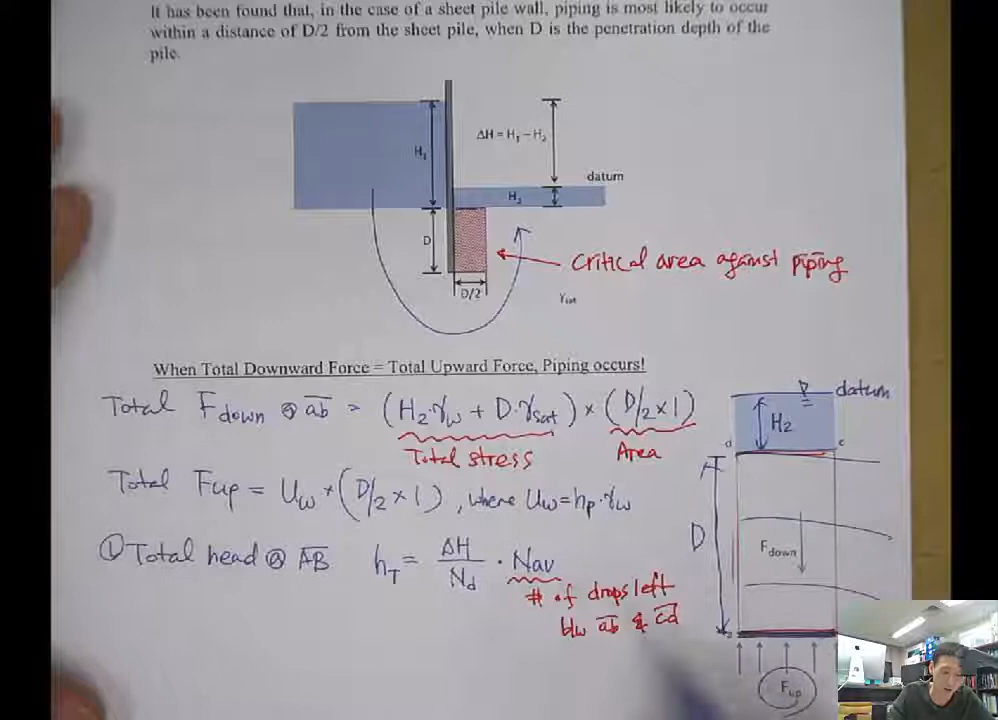 It has been found that, in the case of a sheet pile wall, piping is most likely to occur
within a distance of D/2 from the sheet pile, when D is the penetration depth of the
pile.
ΔH = H₁ − H₂
H₁
datum
H₂
D
D/2
critical area against piping
γsat
When Total Downward Force = Total Upward Force, Piping occurs!
Total Fdown @ a̅b̅ = (H₂·γw + D·γsat) × (D/2 × 1)
Total stress
Area
datum
H2
d
c
Total Fup = Uw × (D/2 × 1), where Uw = hp·γw
D
① Total head @ A̅B̅ hT = ΔH/Nd · Nav
# of drops left
b/w a̅b̅ & c̅d̅
Fdown
Fup